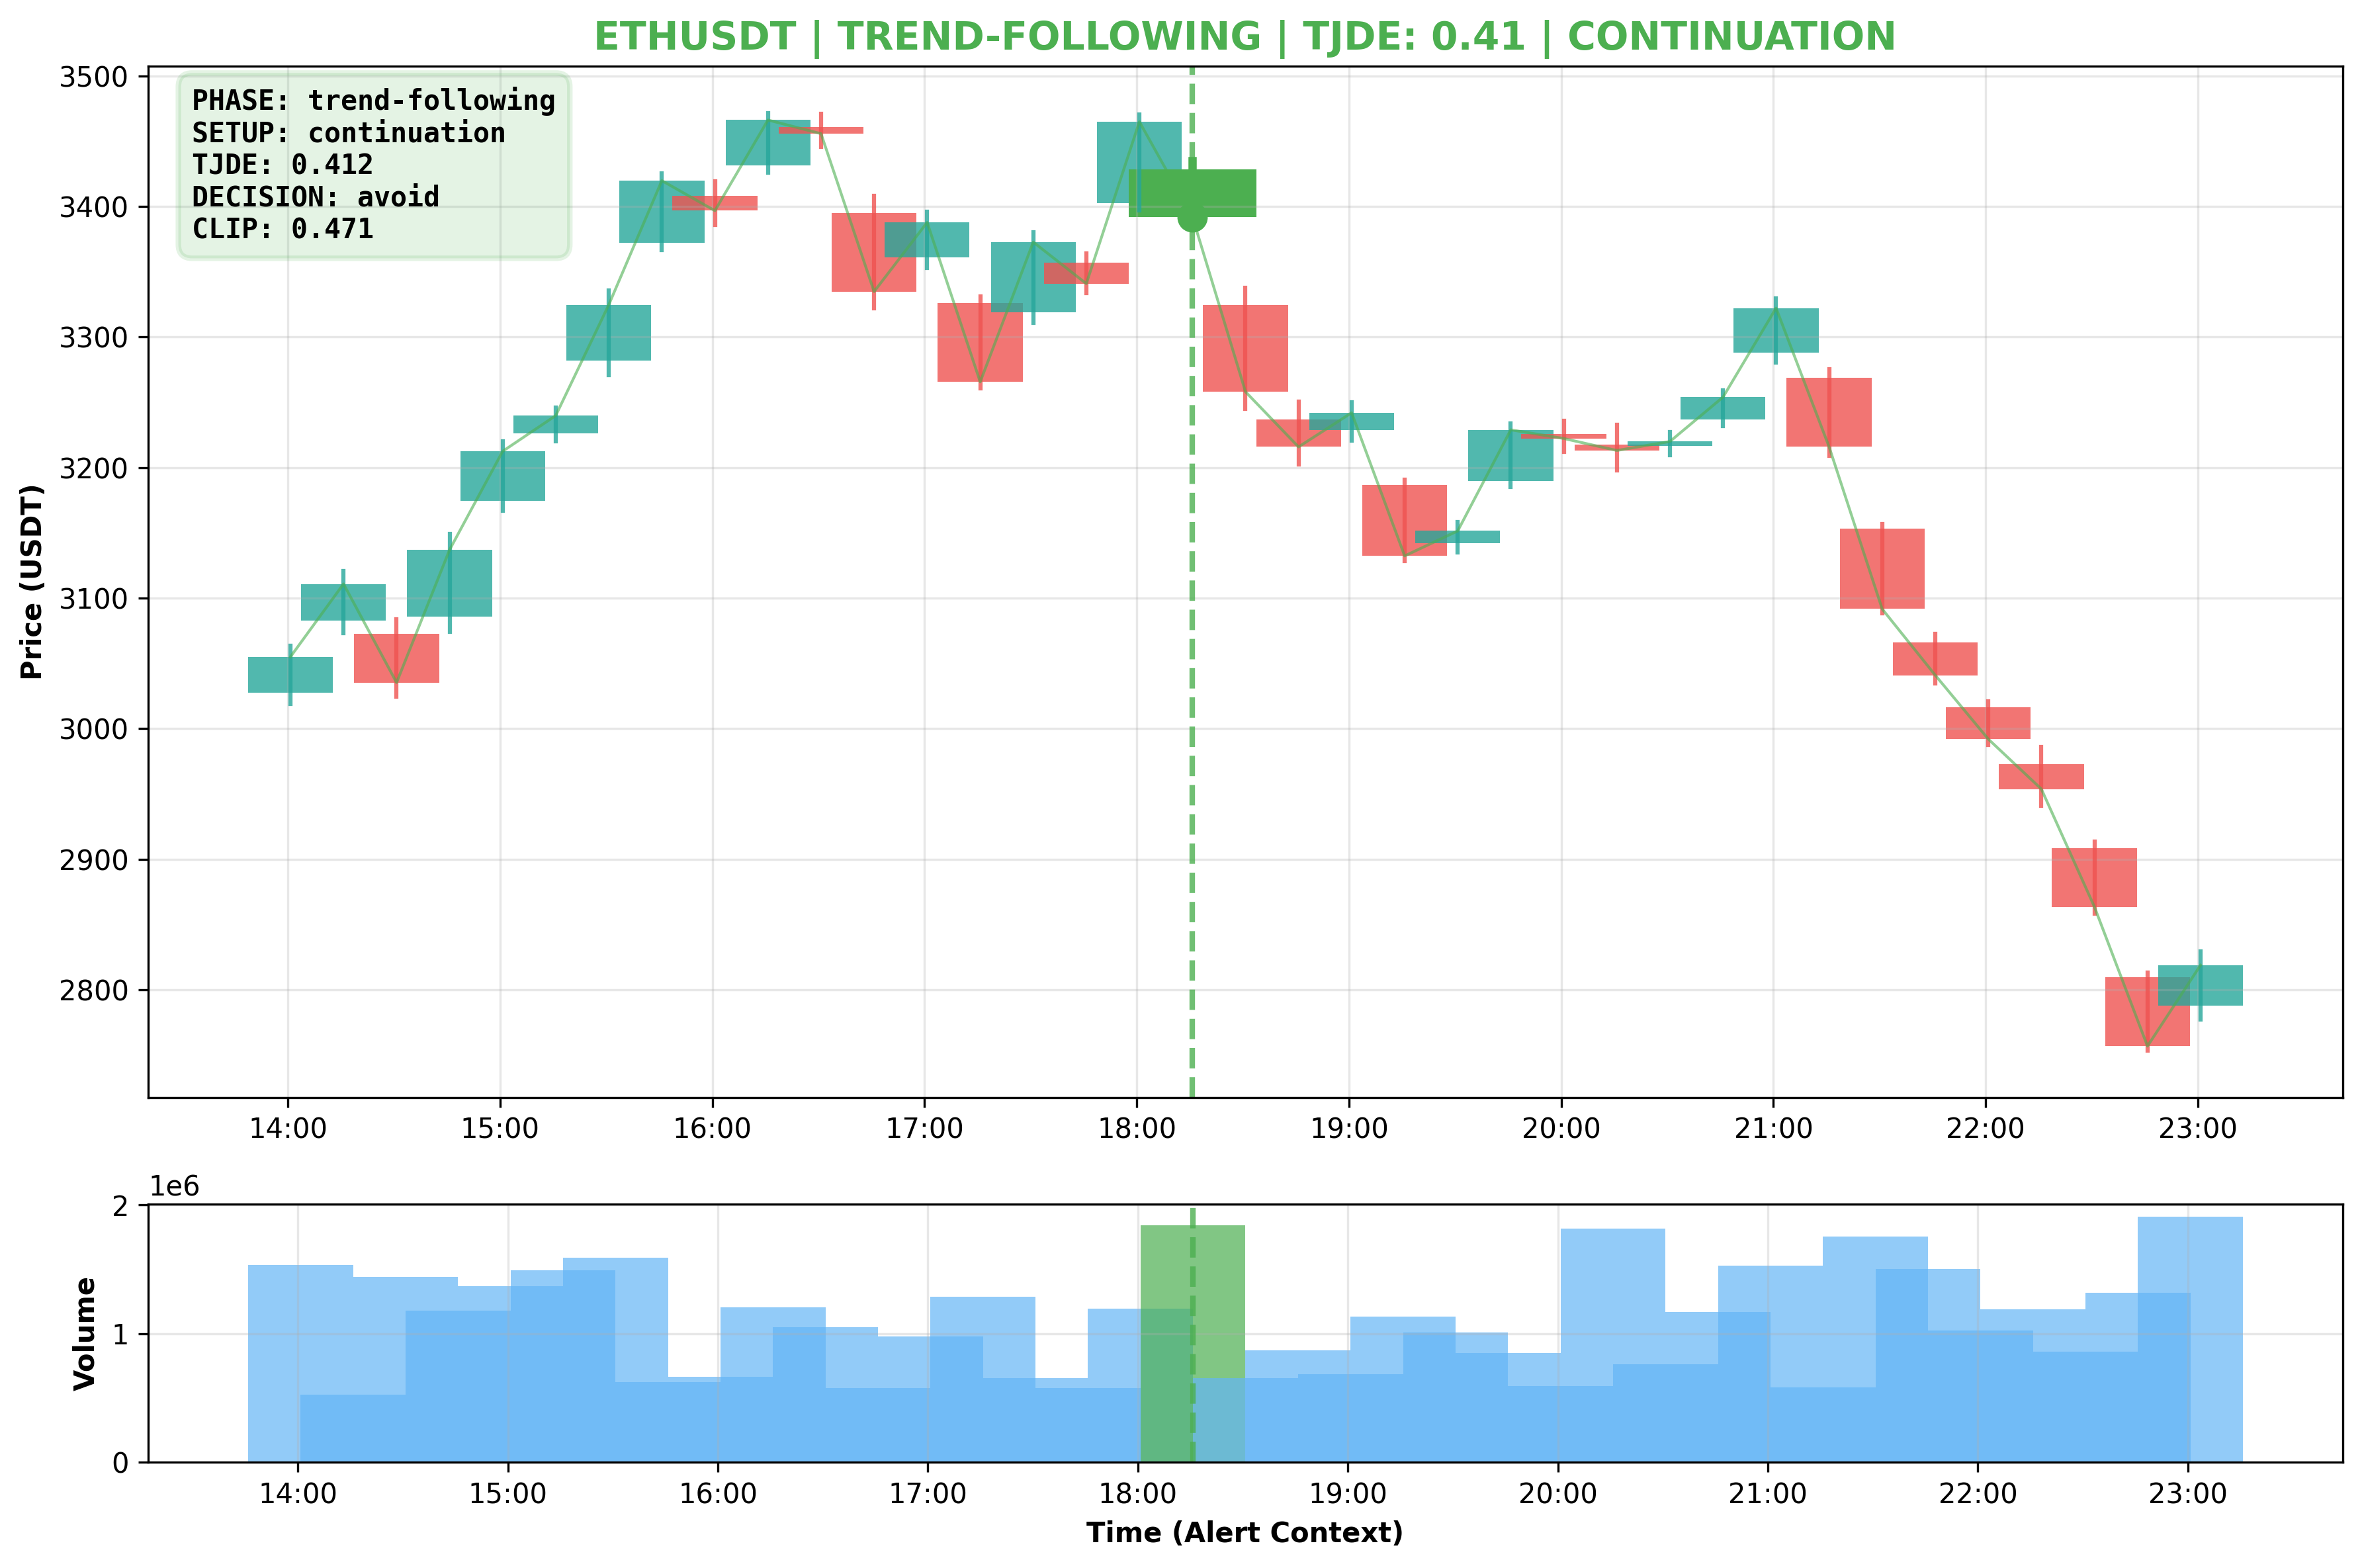 ETHUSDT | TREND-FOLLOWING | TJDE: 0.41 | CONTINUATION
PHASE: trend-following
SETUP: continuation
TJDE: 0.412
DECISION: avoid
CLIP: 0.471
Price (USDT)
3500
3400
3300
3200
3100
3000
2900
2800
14:00 15:00 16:00 17:00 18:00 19:00 20:00 21:00 22:00 23:00
1e6
Volume
2
1
0
14:00 15:00 16:00 17:00 18:00 19:00 20:00 21:00 22:00 23:00
Time (Alert Context)